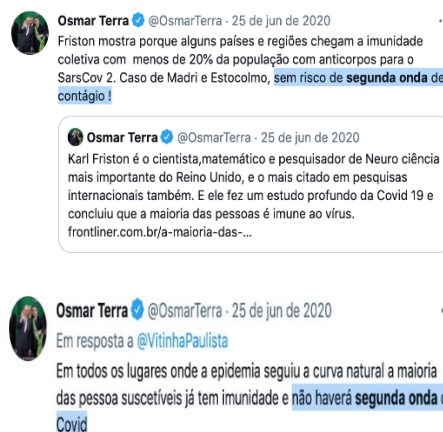 Osmar Terra @OsmarTerra · 25 de jun de 2020
Friston mostra porque alguns países e regiões chegam a imunidade
coletiva com menos de 20% da população com anticorpos para o
SarsCov 2. Caso de Madri e Estocolmo, sem risco de segunda onda de
contágio !
Osmar Terra @OsmarTerra · 25 de jun de 2020
Karl Friston é o cientista,matemático e pesquisador de Neuro ciência
mais importante do Reino Unido, e o mais citado em pesquisas
internacionais também. E ele fez um estudo profundo da Covid 19 e
concluiu que a maioria das pessoas é imune ao vírus.
frontliner.com.br/a-maioria-das-...
Osmar Terra @OsmarTerra · 25 de jun de 2020
Em resposta a @VitinhaPaulista
Em todos os lugares onde a epidemia seguiu a curva natural a maioria
das pessoa suscetíveis já tem imunidade e não haverá segunda onda
Covid